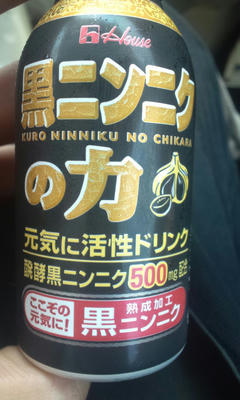 House
黒ニンニク
KURO NINNIKU NO CHIKARA
の力
元気に活性ドリンク
醗酵黒ニンニク500mg配合
ここぞの
元気に!
熟成加工
黒ニンニク